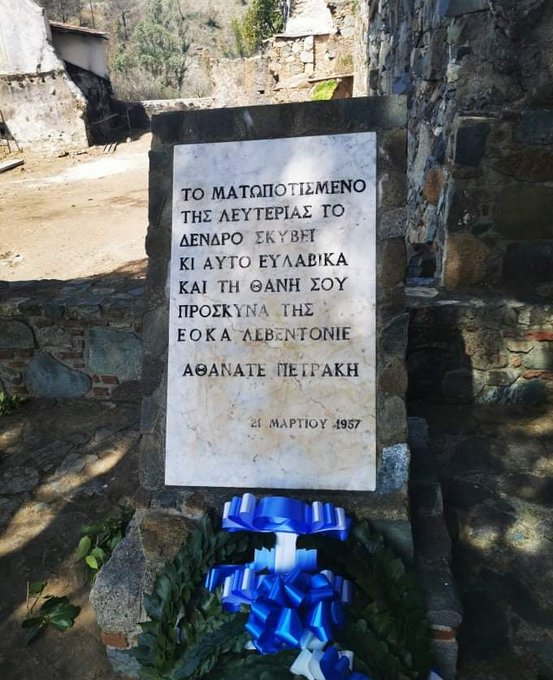 ΤΟ ΜΑΤΩΠΟΤΙΣΜΕΝΟ
ΤΗΣ ΛΕΥΤΕΡΙΑΣ ΤΟ
ΔΕΝΔΡΟ ΣΚΥΒΕΙ
ΚΙ ΑΥΤΟ ΕΥΛΑΒΙΚΑ
ΚΑΙ ΤΗ ΘΑΝΗ ΣΟΥ
ΠΡΟΣΚΥΝΑ ΤΗΣ
ΕΟΚΑ ΛΕΒΕΝΤΟΝΙΕ
ΑΘΑΝΑΤΕ ΠΕΤΡΑΚΗ
21 ΜΑΡΤΙΟΥ 1957